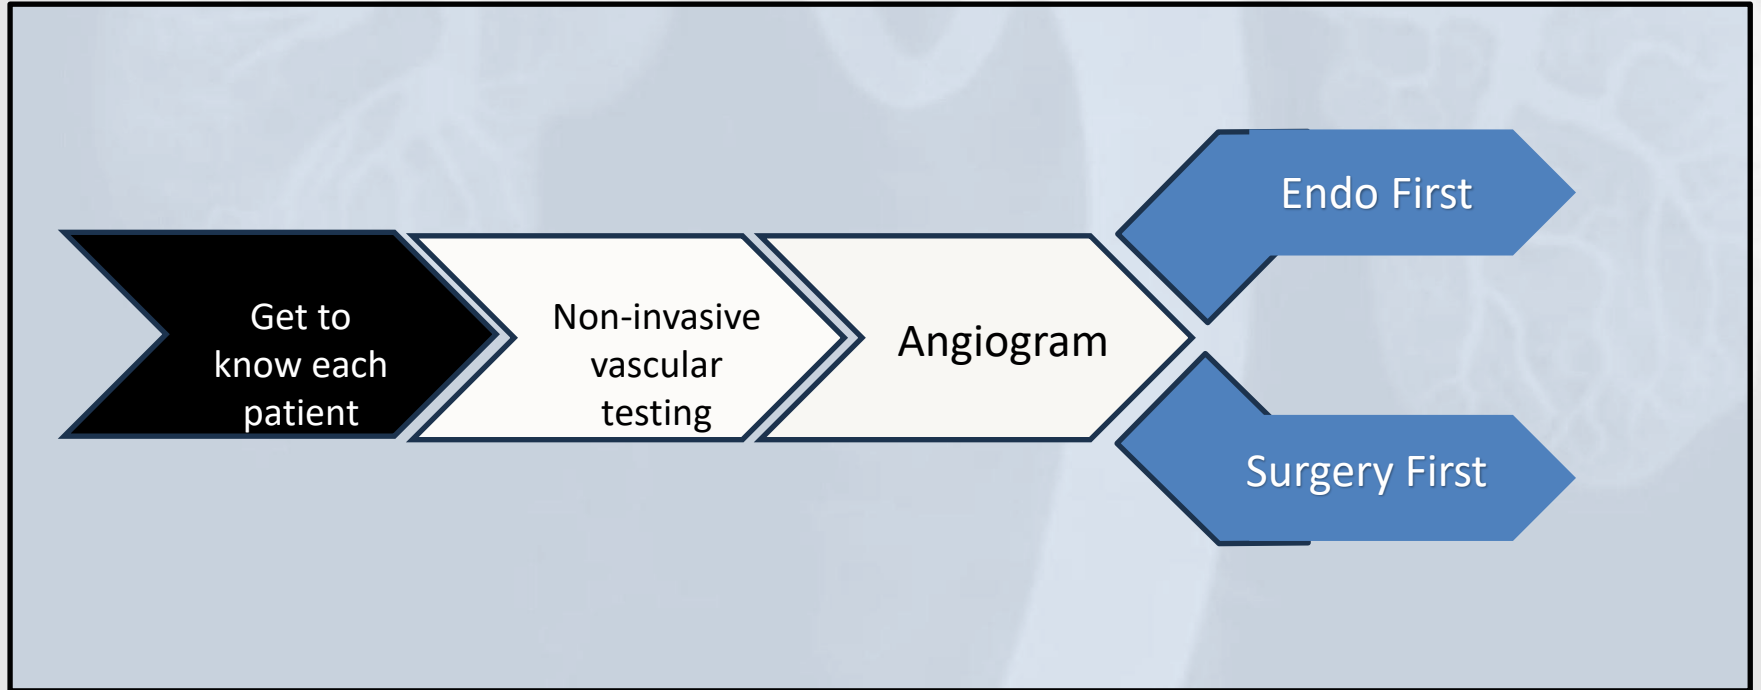 Get to
know each
patient
Non-invasive
vascular
testing
Angiogram
Endo First
Surgery First